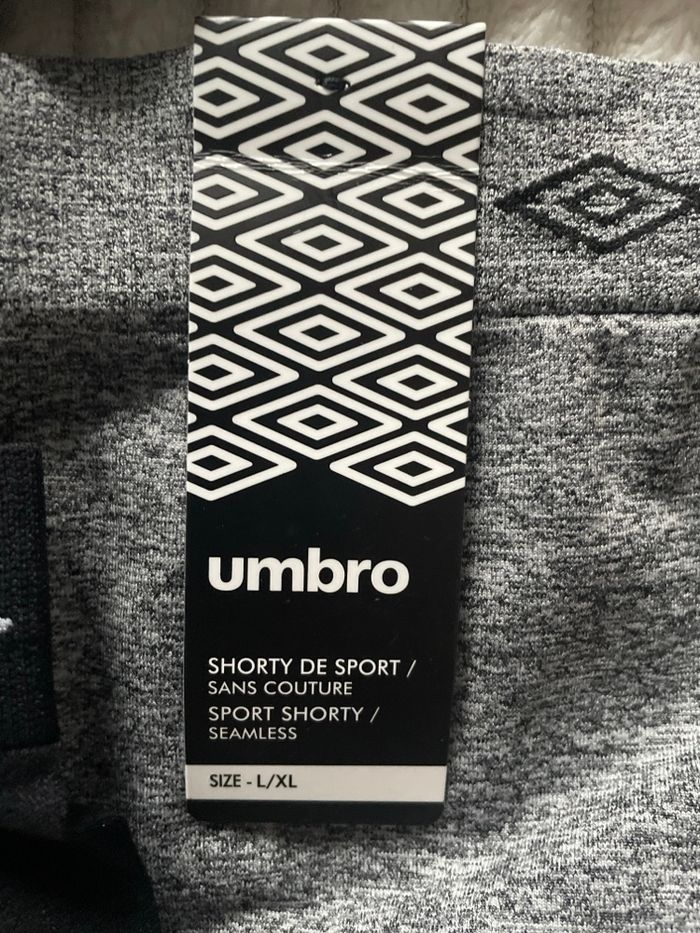 umbro
SHORTY DE SPORT /
SANS COUTURE
SPORT SHORTY /
SEAMLESS
SIZE - L/XL